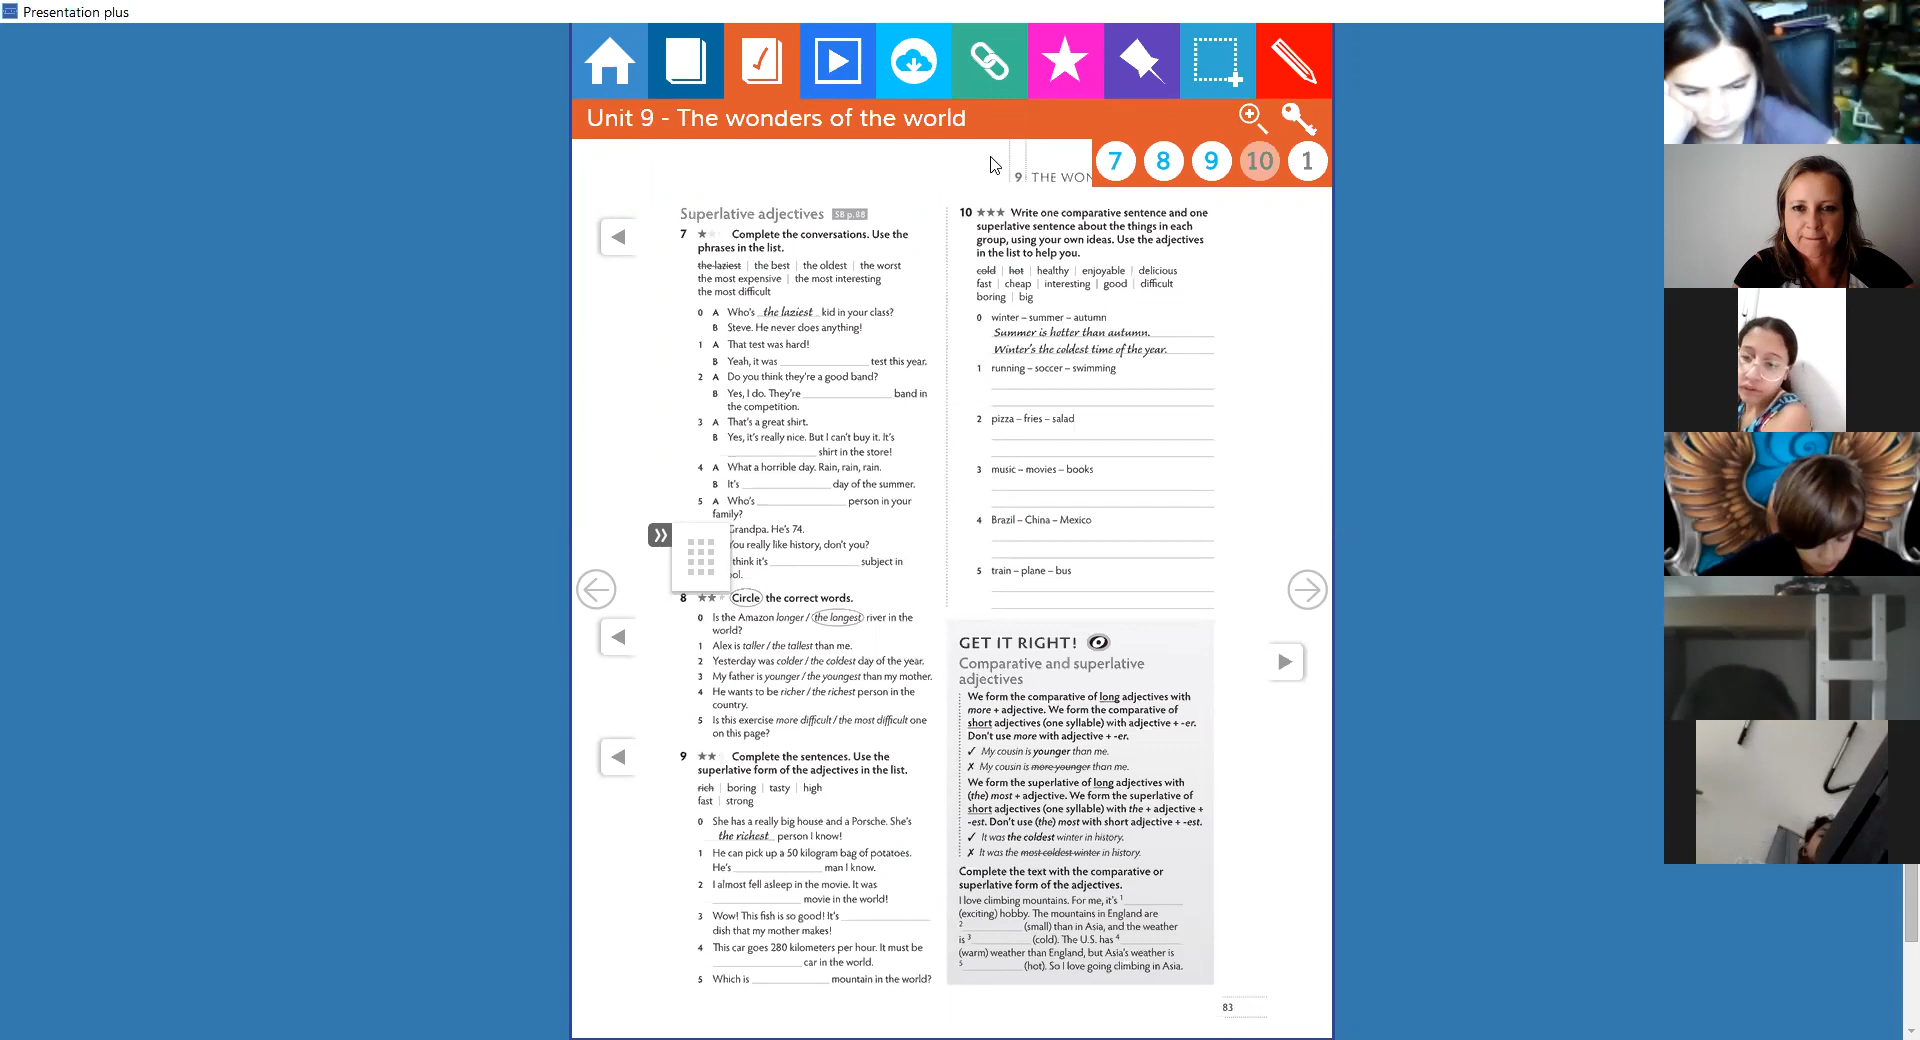 Presentation plus
Unit 9 - The wonders of the world
7 8 9 10 1
9 THE WON
Superlative adjectives SB p.86
7 Complete the conversations. Use the
phrases in the list.
the laziest | the best | the oldest | the worst
the most expensive | the most interesting
the most difficult
0 A Who's the laziest kid in your class?
B Steve. He never does anything!
1 A That test was hard!
B Yeah, it was ____ test this year.
2 A Do you think they're a good band?
B Yes, I do. They're ____ band in
the competition.
3 A That's a great shirt.
B Yes, it's really nice. But I can't buy it. It's
____ shirt in the store!
4 A What a horrible day. Rain, rain, rain.
B It's ____ day of the summer.
5 A Who's ____ person in your
family?
Grandpa. He's 74.
You really like history, don't you?
think it's ____ subject in
ool.
8 Circle the correct words.
0 Is the Amazon longer / the longest river in the
world?
1 Alex is taller / the tallest than me.
2 Yesterday was colder / the coldest day of the year.
3 My father is younger / the youngest than my mother.
4 He wants to be richer / the richest person in the
country.
5 Is this exercise more difficult / the most difficult one
on this page?
9 Complete the sentences. Use the
superlative form of the adjectives in the list.
rich | boring | tasty | high
fast | strong
0 She has a really big house and a Porsche. She's
the richest person I know!
1 He can pick up a 50 kilogram bag of potatoes.
He's ____ man I know.
2 I almost fell asleep in the movie. It was
____ movie in the world!
3 Wow! This fish is so good! It's ____
dish that my mother makes!
4 This car goes 280 kilometers per hour. It must be
____ car in the world.
5 Which is ____ mountain in the world?
10 ★★★ Write one comparative sentence and one
superlative sentence about the things in each
group, using your own ideas. Use the adjectives
in the list to help you.
cold | hot | healthy | enjoyable | delicious
fast | cheap | interesting | good | difficult
boring | big
0 winter – summer – autumn
Summer is hotter than autumn.
Winter's the coldest time of the year.
1 running – soccer – swimming
2 pizza – fries – salad
3 music – movies – books
4 Brazil – China – Mexico
5 train – plane – bus
GET IT RIGHT!
Comparative and superlative
adjectives
We form the comparative of long adjectives with
more + adjective. We form the comparative of
short adjectives (one syllable) with adjective + -er.
Don't use more with adjective + -er.
✓ My cousin is younger than me.
✗ My cousin is more younger than me.
We form the superlative of long adjectives with
(the) most + adjective. We form the superlative of
short adjectives (one syllable) with the + adjective +
-est. Don't use (the) most with short adjective + -est.
✓ It was the coldest winter in history.
✗ It was the most coldest winter in history.
Complete the text with the comparative or
superlative form of the adjectives.
I love climbing mountains. For me, it's 1 ____
(exciting) hobby. The mountains in England are
2 ____ (small) than in Asia, and the weather
is 3 ____ (cold). The U.S. has 4 ____
(warm) weather than England, but Asia's weather is
5 ____ (hot). So I love going climbing in Asia.
83